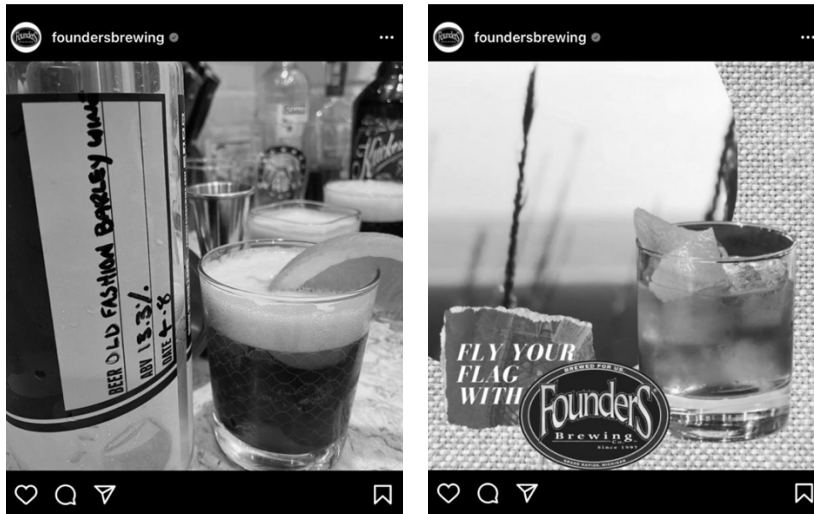 foundersbrewing
BEER OLD FASHION BARLEY WINE
ABV 13.3%
DATE 4-8
foundersbrewing
FLY YOUR
FLAG
WITH
BREWED FOR US
FOUNDERS
Brewing
Co.
Since 1997
GRAND RAPIDS, MICHIGAN